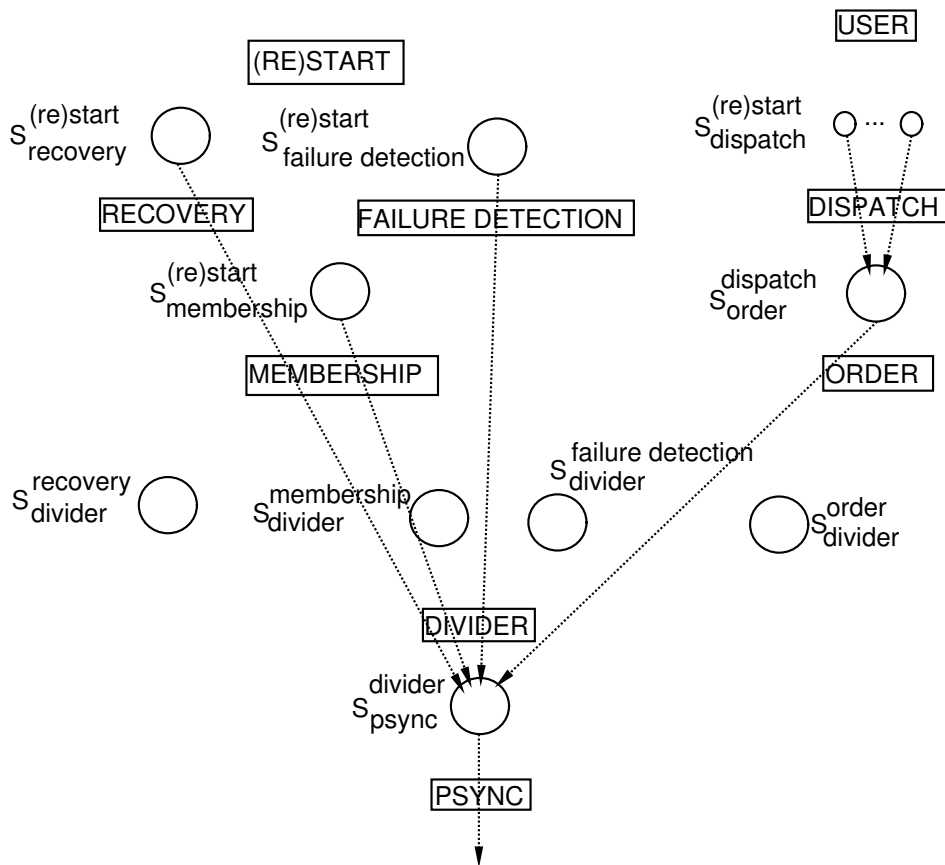 USER
(RE)START
S (re)start recovery
S (re)start failure detection
S (re)start dispatch
...
RECOVERY
FAILURE DETECTION
DISPATCH
S (re)start membership
S dispatch order
MEMBERSHIP
ORDER
S recovery divider
S membership divider
S failure detection divider
S order divider
DIVIDER
S divider psync
PSYNC